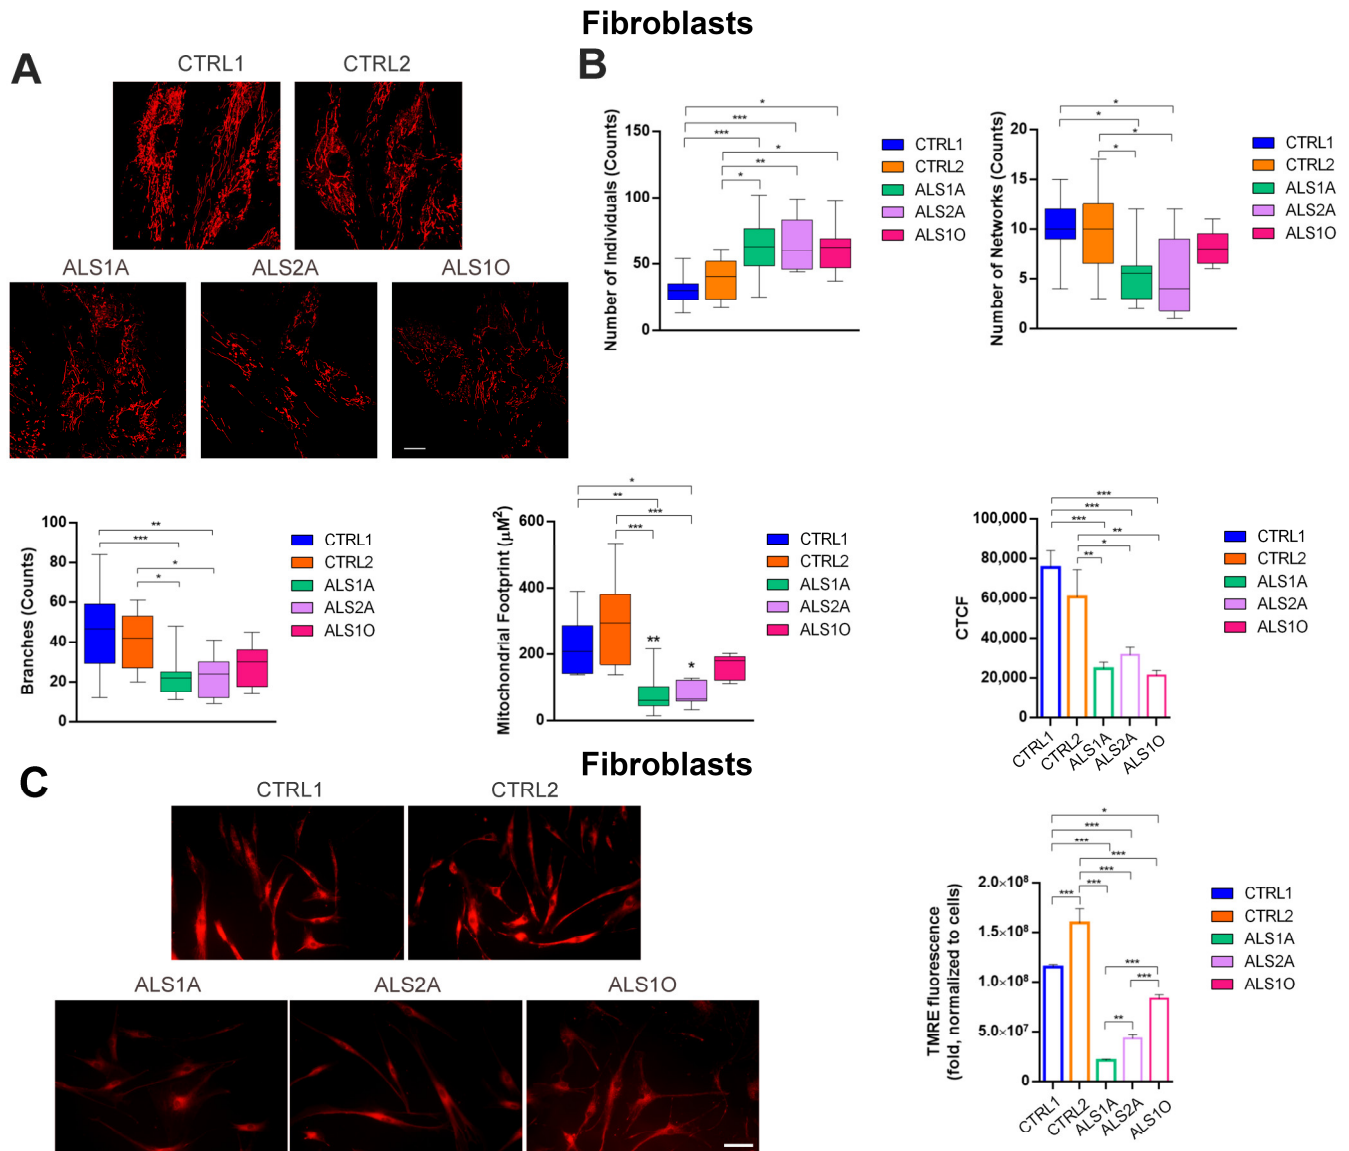 Fibroblasts
A
CTRL1
CTRL2
ALS1A
ALS2A
ALS1O
B
Number of Individuals (Counts)
150
100
50
0
*
***
***
*
**
*
CTRL1
CTRL2
ALS1A
ALS2A
ALS1O
Number of Networks (Counts)
20
15
10
5
0
*
*
*
*
CTRL1
CTRL2
ALS1A
ALS2A
ALS1O
Branches (Counts)
100
80
60
40
20
0
**
***
*
*
CTRL1
CTRL2
ALS1A
ALS2A
ALS1O
Mitochondrial Footprint (µM²)
600
400
200
0
*
**
***
***
**
*
CTRL1
CTRL2
ALS1A
ALS2A
ALS1O
CTCF
100,000
80,000
60,000
40,000
20,000
0
***
***
***
**
*
**
CTRL1
CTRL2
ALS1A
ALS2A
ALS1O
CTRL1
CTRL2
ALS1A
ALS2A
ALS1O
Fibroblasts
C
CTRL1
CTRL2
ALS1A
ALS2A
ALS1O
TMRE fluorescence
(fold, normalized to cells)
2.0×10⁸
1.5×10⁸
1.0×10⁸
5.0×10⁷
0
*
***
***
***
***
***
***
***
***
**
CTRL1
CTRL2
ALS1A
ALS2A
ALS1O
CTRL1
CTRL2
ALS1A
ALS2A
ALS1O